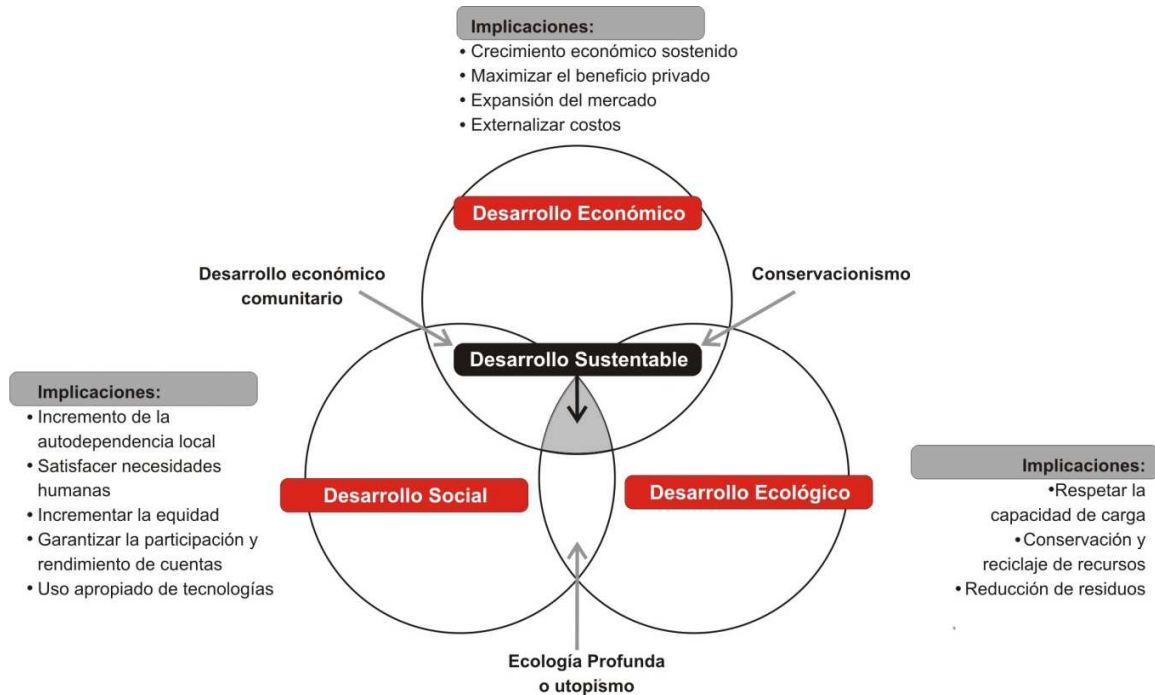 Implicaciones:
• Crecimiento económico sostenido
• Maximizar el beneficio privado
• Expansión del mercado
• Externalizar costos
Desarrollo Económico
Desarrollo económico
comunitario
Conservacionismo
Desarrollo Sustentable
Implicaciones:
• Incremento de la
autodependencia local
• Satisfacer necesidades
humanas
• Incrementar la equidad
• Garantizar la participación y
rendimiento de cuentas
• Uso apropiado de tecnologías
Desarrollo Social
Desarrollo Ecológico
Implicaciones:
•Respetar la
capacidad de carga
•Conservación y
reciclaje de recursos
•Reducción de residuos
Ecología Profunda
o utopismo